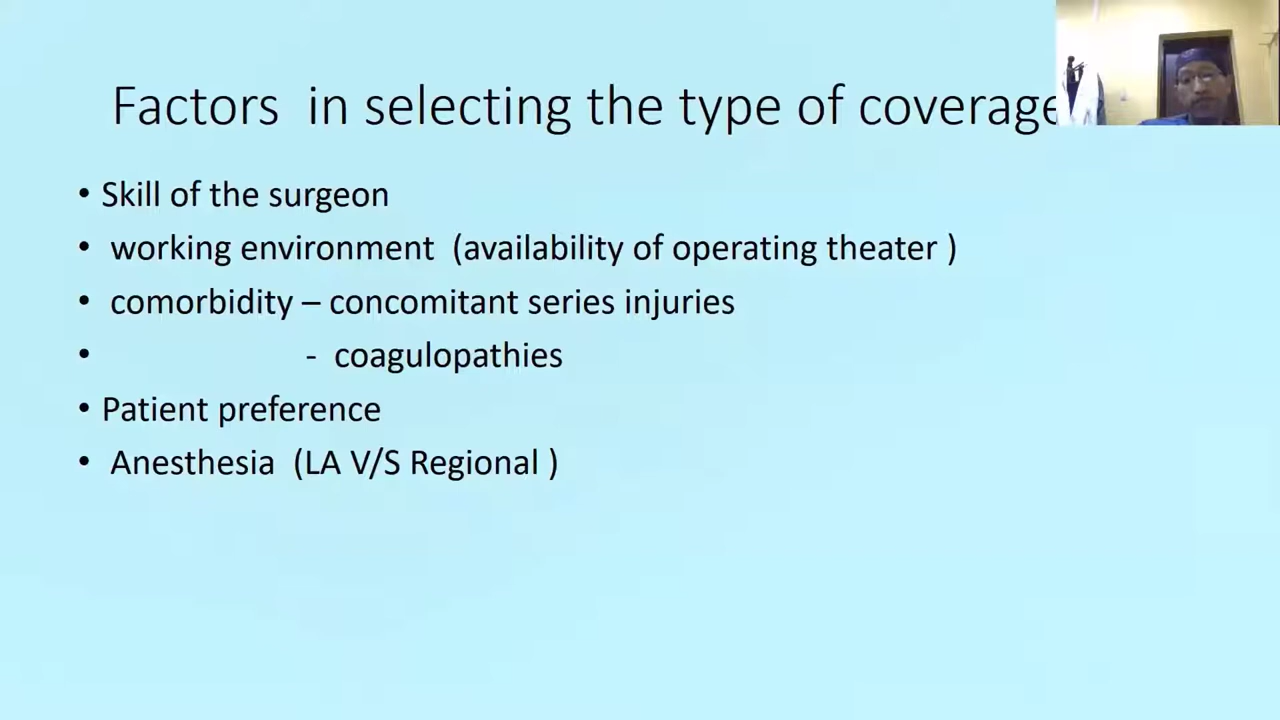 Factors in selecting the type of coverage
• Skill of the surgeon
• working environment (availability of operating theater )
• comorbidity – concomitant series injuries
• - coagulopathies
• Patient preference
• Anesthesia (LA V/S Regional )